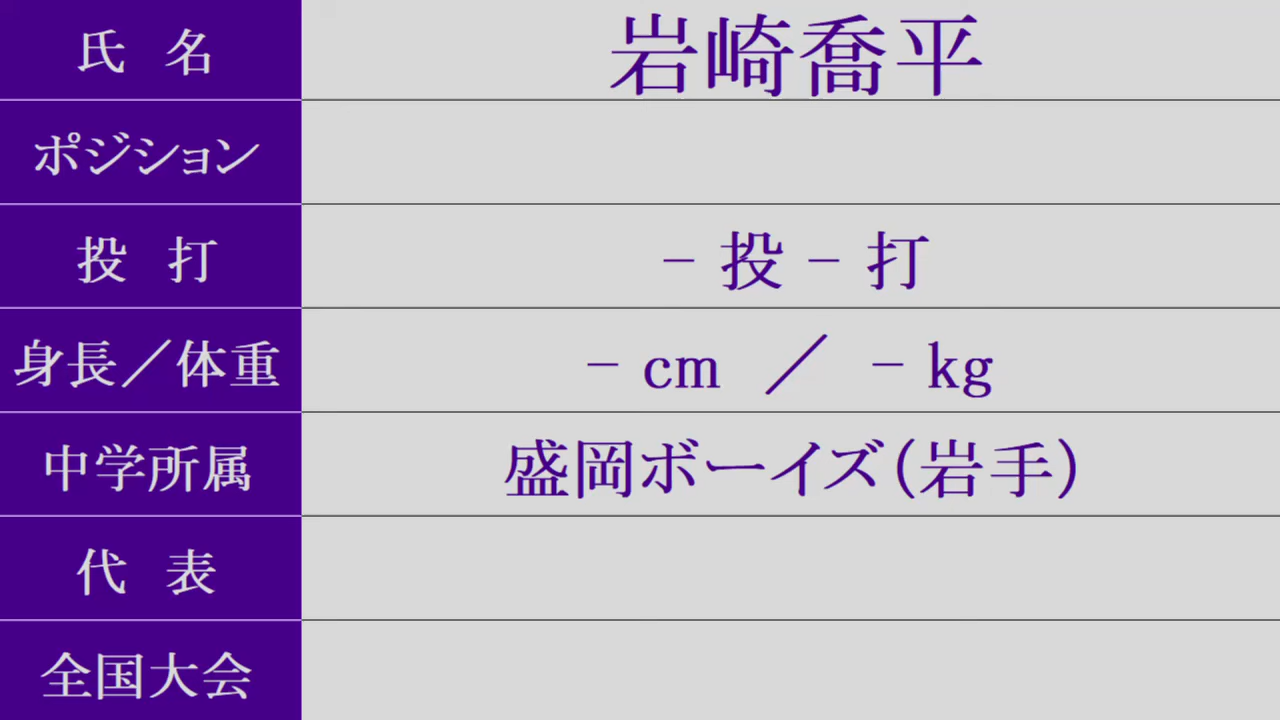 氏 名 岩崎喬平
ポジション
投 打 − 投 − 打
身長／体重 − cm ／ − kg
中学所属 盛岡ボーイズ(岩手)
代 表
全国大会